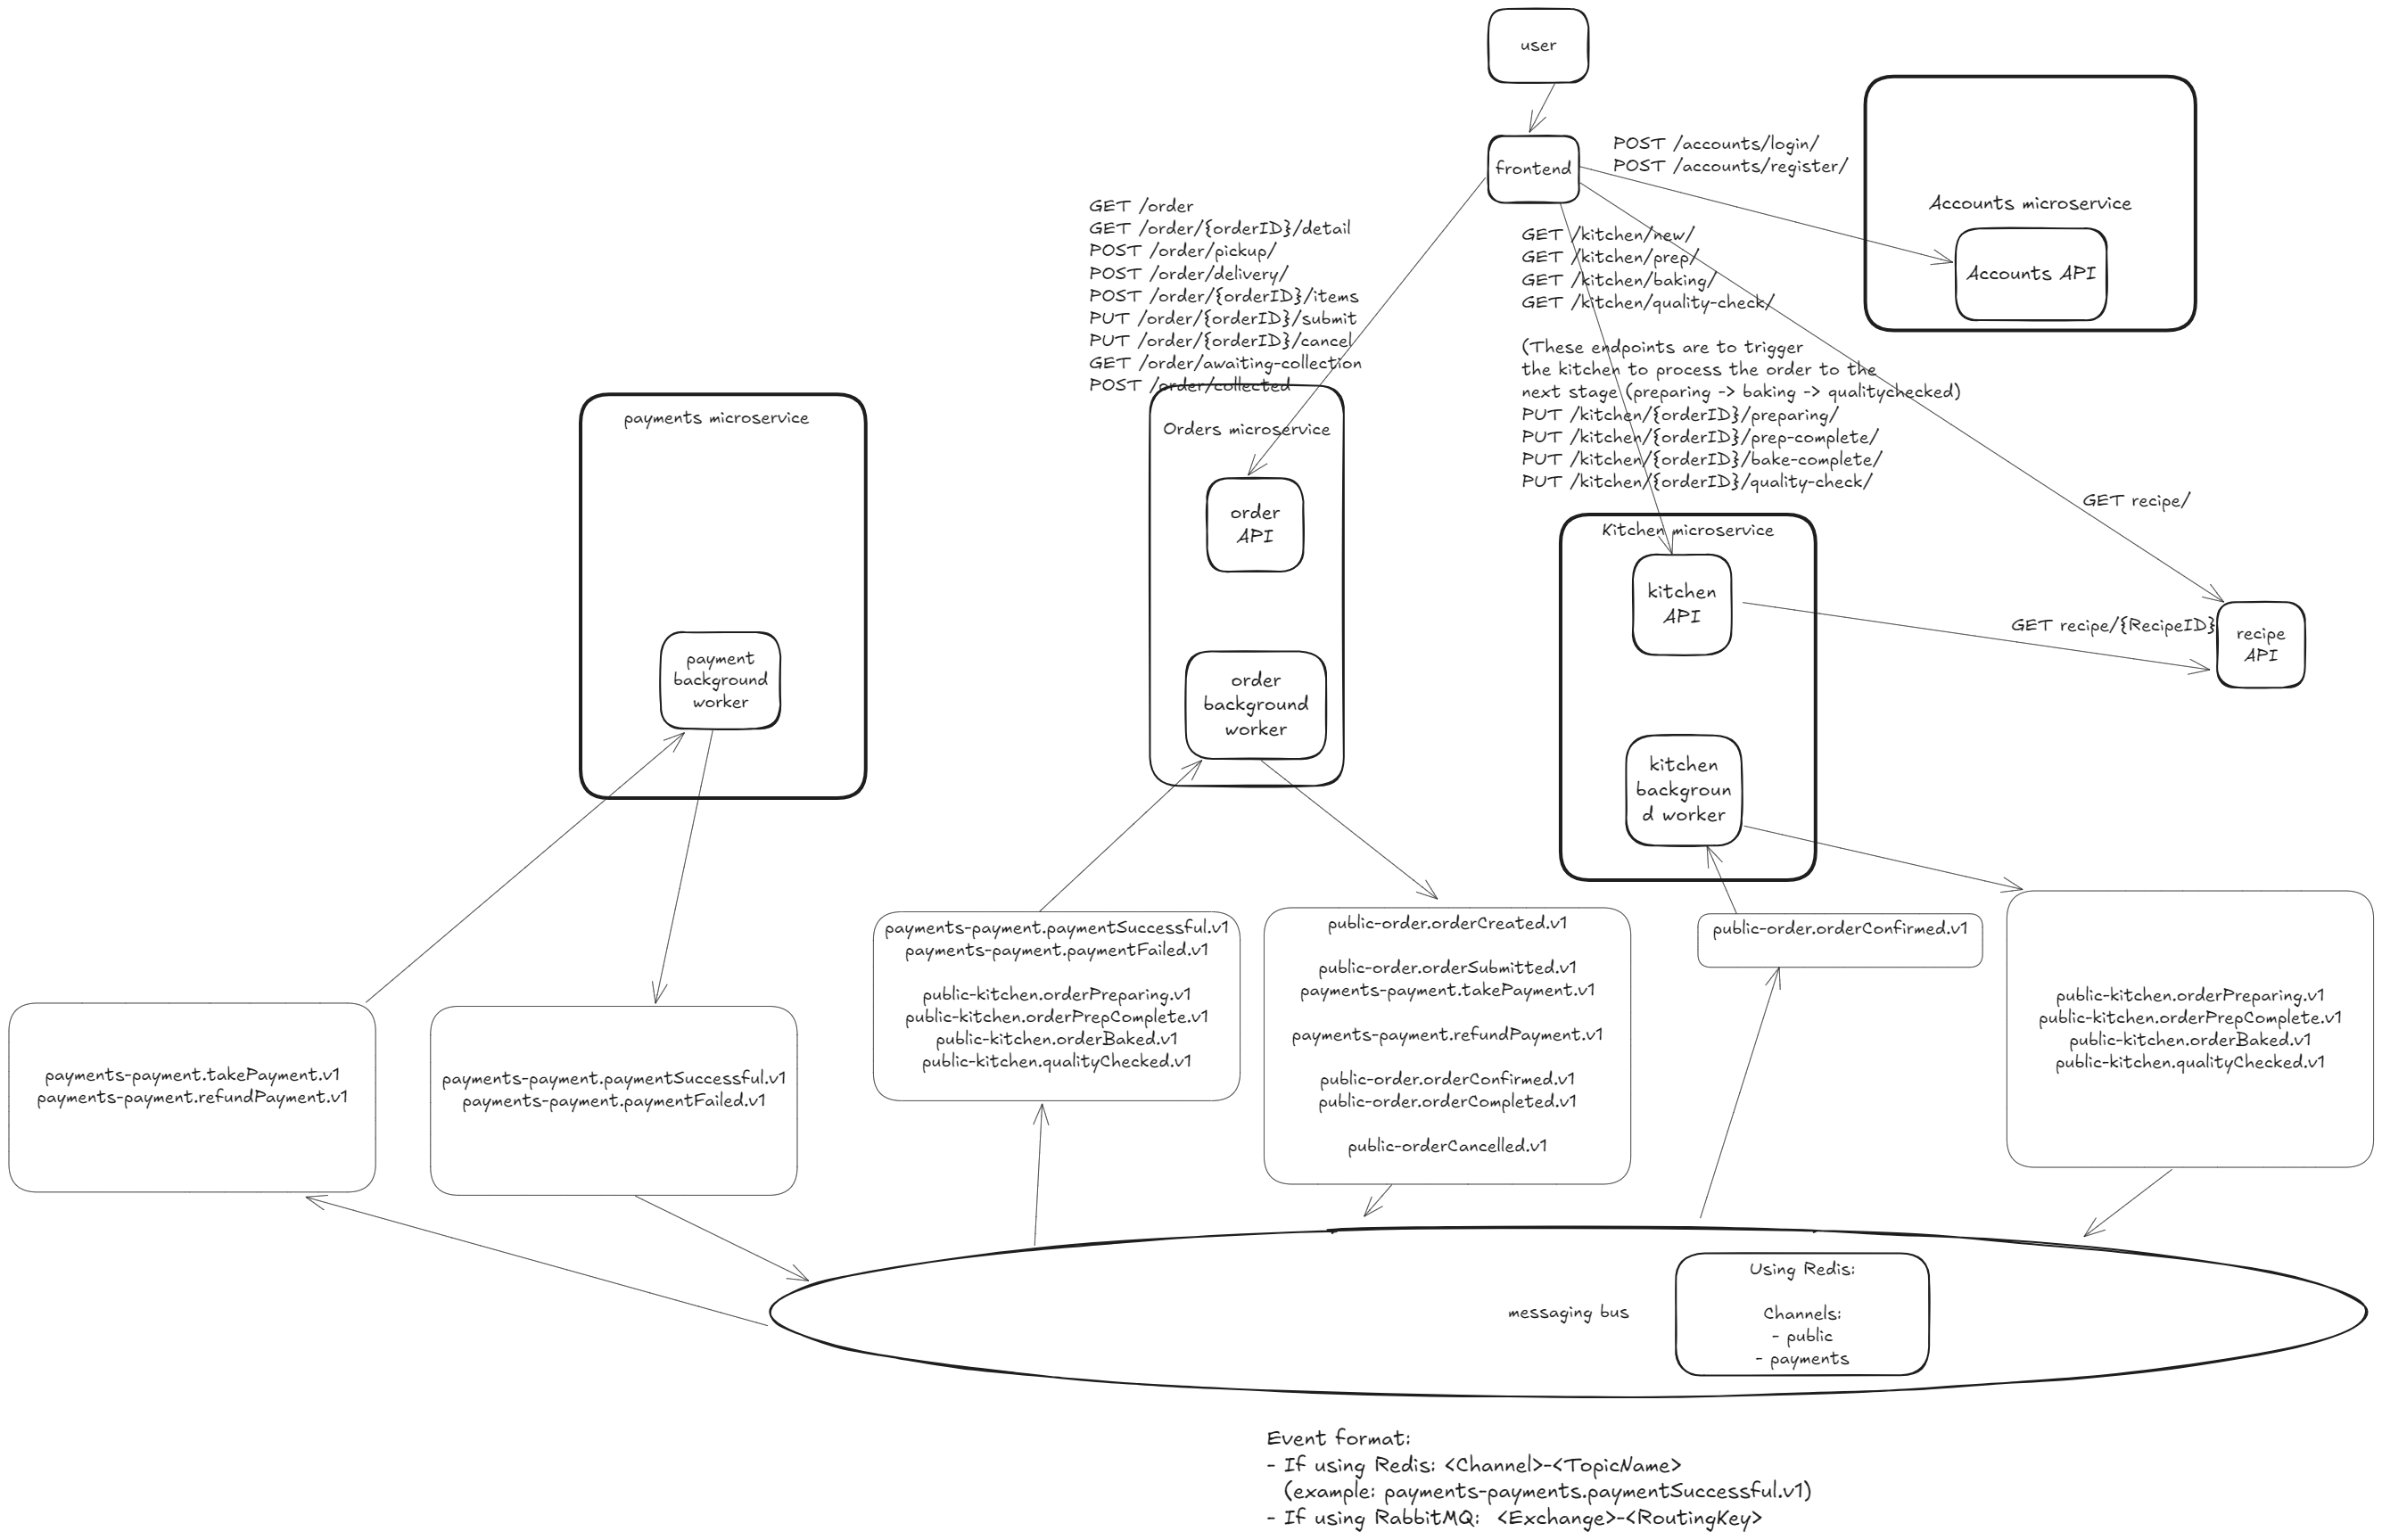 user
frontend
POST /accounts/login/
POST /accounts/register/
Accounts microservice
Accounts API
GET /order
GET /order/{orderID}/detail
POST /order/pickup/
POST /order/delivery/
POST /order/{orderID}/items
PUT /order/{orderID}/submit
PUT /order/{orderID}/cancel
GET /order/awaiting-collection
POST /order/collected
GET /kitchen/new/
GET /kitchen/prep/
GET /kitchen/baking/
GET /kitchen/quality-check/
(These endpoints are to trigger
the kitchen to process the order to the
next stage (preparing -> baking -> qualitychecked)
PUT /kitchen/{orderID}/preparing/
PUT /kitchen/{orderID}/prep-complete/
PUT /kitchen/{orderID}/bake-complete/
PUT /kitchen/{orderID}/quality-check/
payments microservice
payment
background
worker
Orders microservice
order
API
order
background
worker
Kitchen microservice
kitchen
API
kitchen
backgroun
d worker
GET recipe/
GET recipe/{RecipeID}
recipe
API
payments-payment.takePayment.v1
payments-payment.refundPayment.v1
payments-payment.paymentSuccessful.v1
payments-payment.paymentFailed.v1
payments-payment.paymentSuccessful.v1
payments-payment.paymentFailed.v1
public-kitchen.orderPreparing.v1
public-kitchen.orderPrepComplete.v1
public-kitchen.orderBaked.v1
public-kitchen.qualityChecked.v1
public-order.orderCreated.v1
public-order.orderSubmitted.v1
payments-payment.takePayment.v1
payments-payment.refundPayment.v1
public-order.orderConfirmed.v1
public-order.orderCompleted.v1
public-orderCancelled.v1
public-order.orderConfirmed.v1
public-kitchen.orderPreparing.v1
public-kitchen.orderPrepComplete.v1
public-kitchen.orderBaked.v1
public-kitchen.qualityChecked.v1
messaging bus
Using Redis:
Channels:
- public
- payments
Event format:
- If using Redis: <Channel>-<TopicName>
(example: payments-payments.paymentSuccessful.v1)
- If using RabbitMQ: <Exchange>-<RoutingKey>